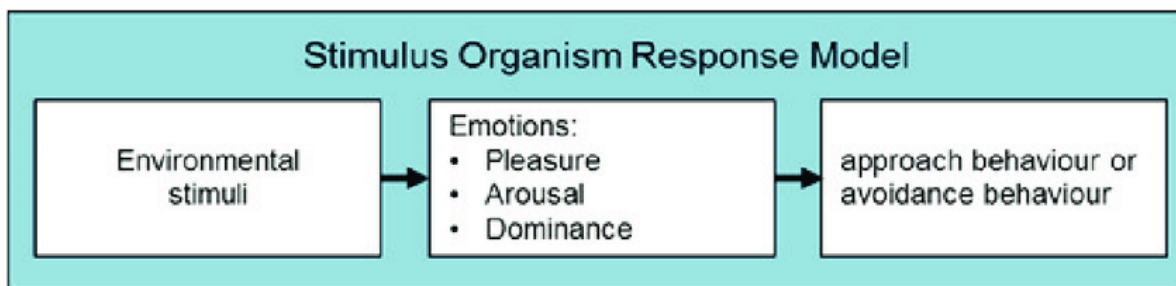 Stimulus Organism Response Model
Environmental
stimuli
Emotions:
• Pleasure
• Arousal
• Dominance
approach behaviour or
avoidance behaviour